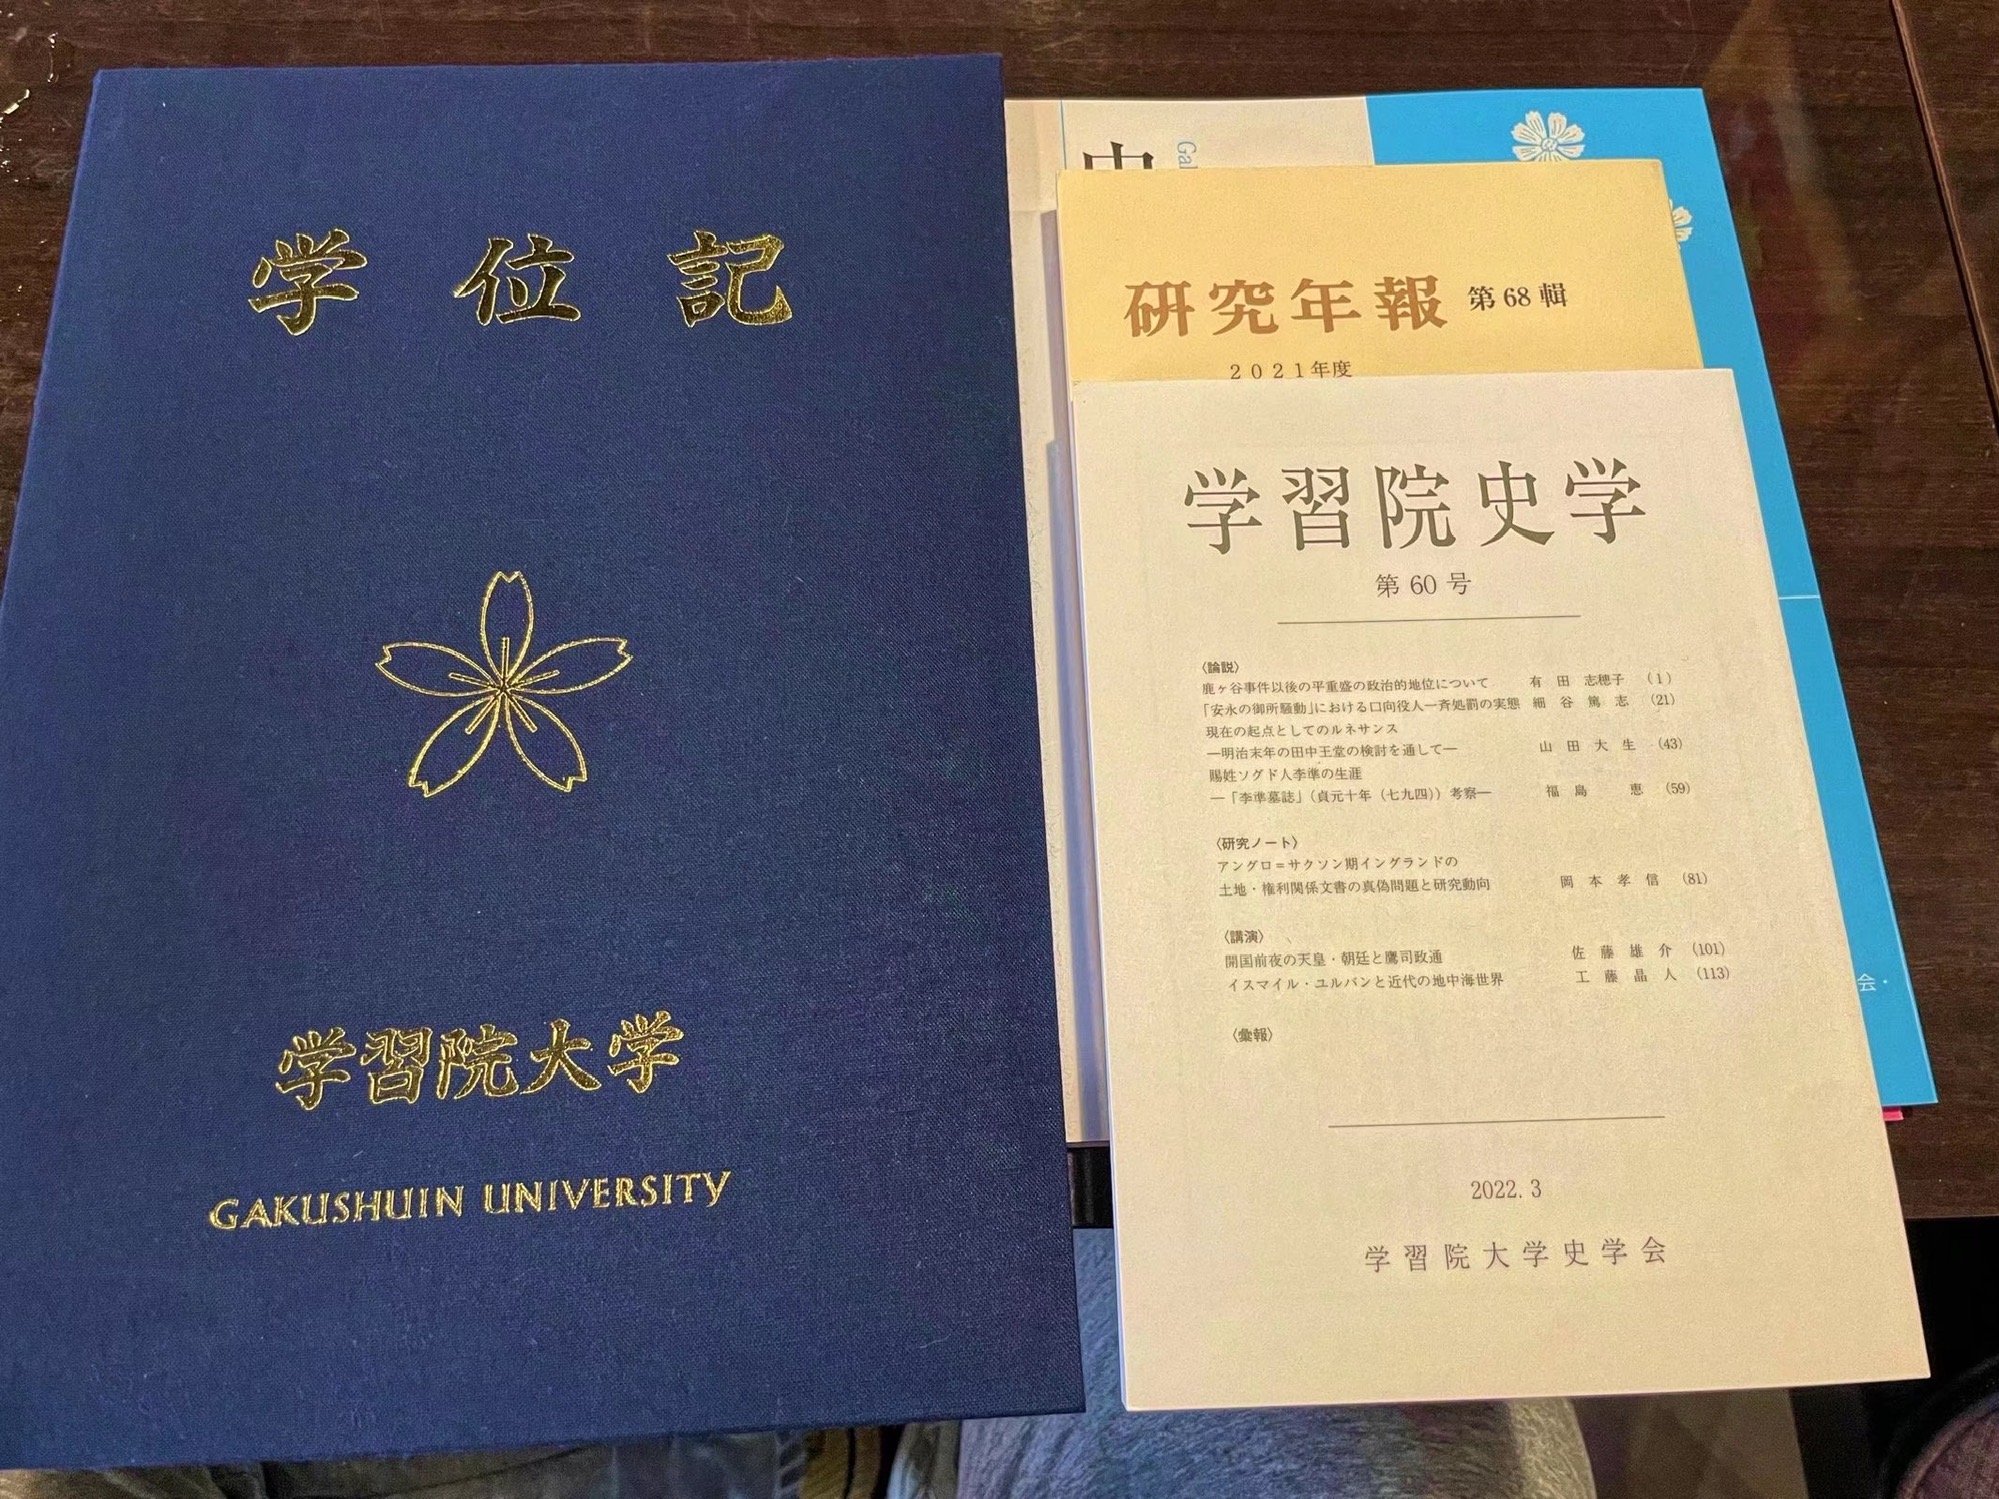 学位記
学習院大学
GAKUSHUIN UNIVERSITY
研究年報 第68輯
2021年度
学習院史学
第60号
〈論説〉
鹿ヶ谷事件以後の平重盛の政治的地位について 有田志穂子 (1)
「安永の御所騒動」における口向役人一斉処罰の実態 細谷篤志 (21)
現在の起点としてのルネサンス
―明治末年の田中王堂の検討を通して― 山田大生 (43)
賜姓ソグド人李準の生涯
―「李準墓誌」(貞元十年(七九四))考察― 福島恵 (59)
〈研究ノート〉
アングロ=サクソン期イングランドの
土地・権利関係文書の真偽問題と研究動向 岡本孝信 (81)
〈講演〉
開国前夜の天皇・朝廷と鷹司政通 佐藤雄介 (101)
イスマイル・ユルバンと近代の地中海世界 工藤晶人 (113)
〈彙報〉
2022.3
学習院大学史学会
会・